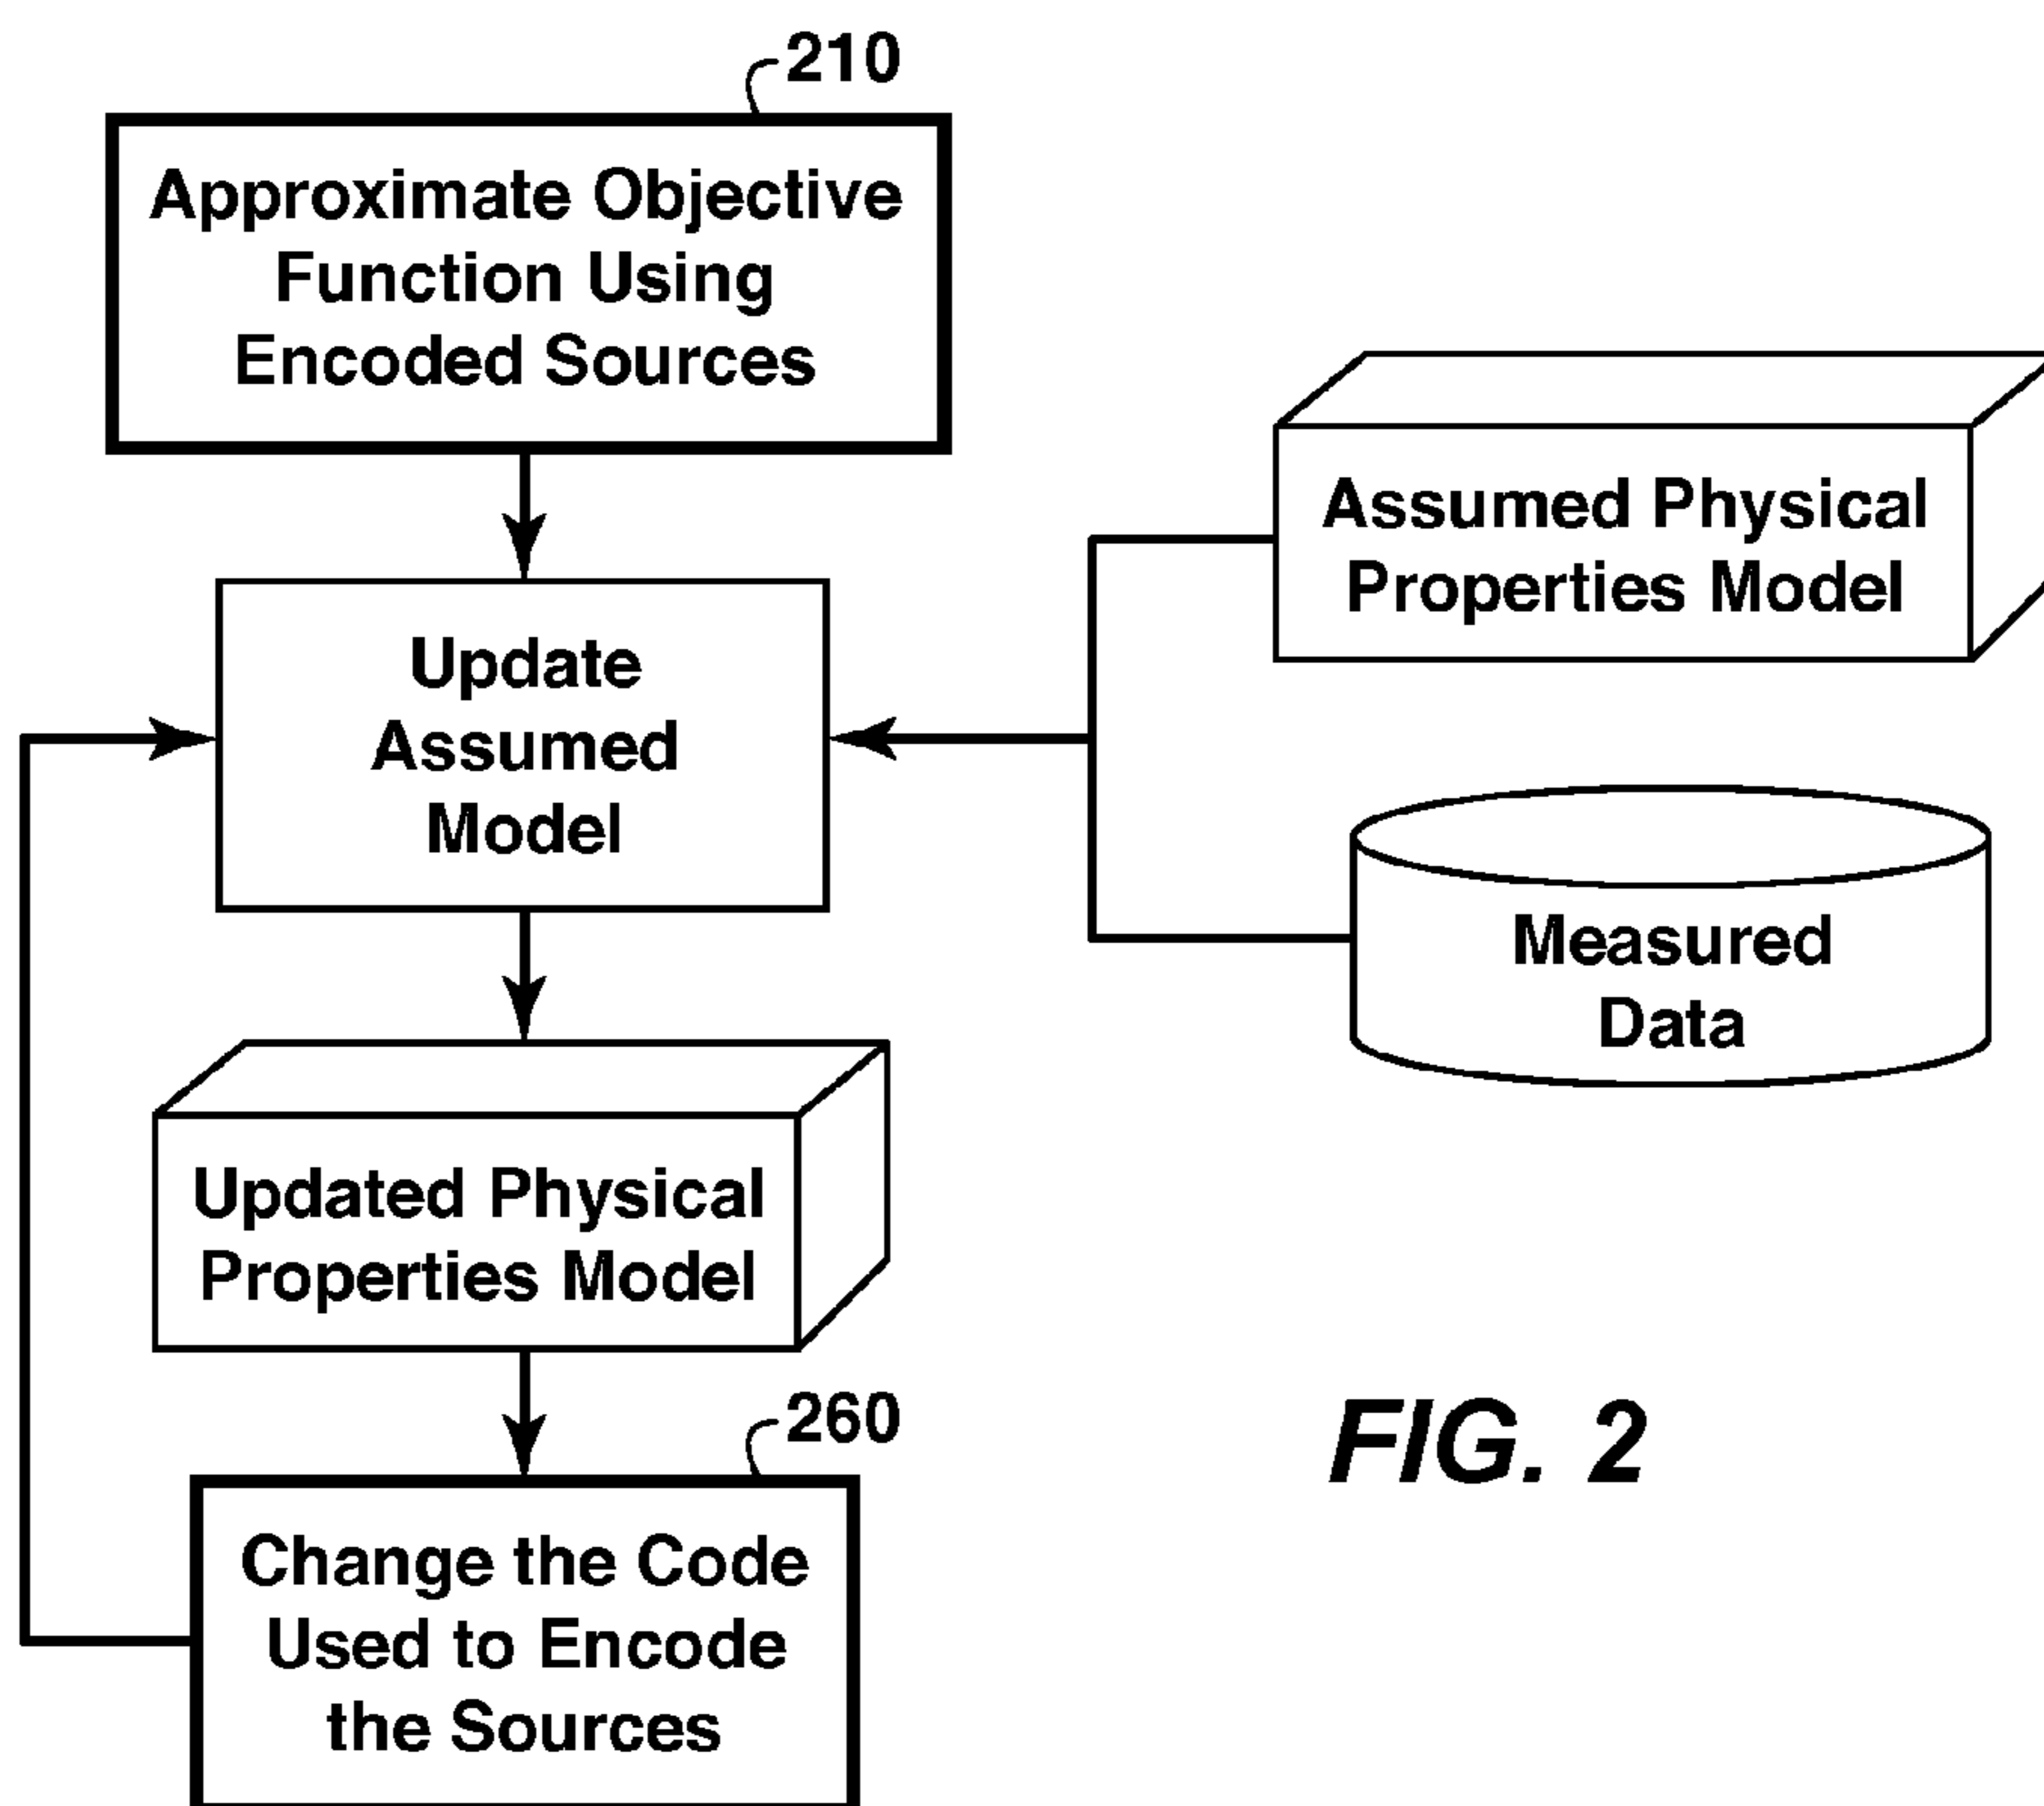 210
Approximate Objective
Function Using
Encoded Sources
Assumed Physical
Properties Model
Update
Assumed
Model
Measured
Data
Updated Physical
Properties Model
260
Change the Code
Used to Encode
the Sources
FIG. 2